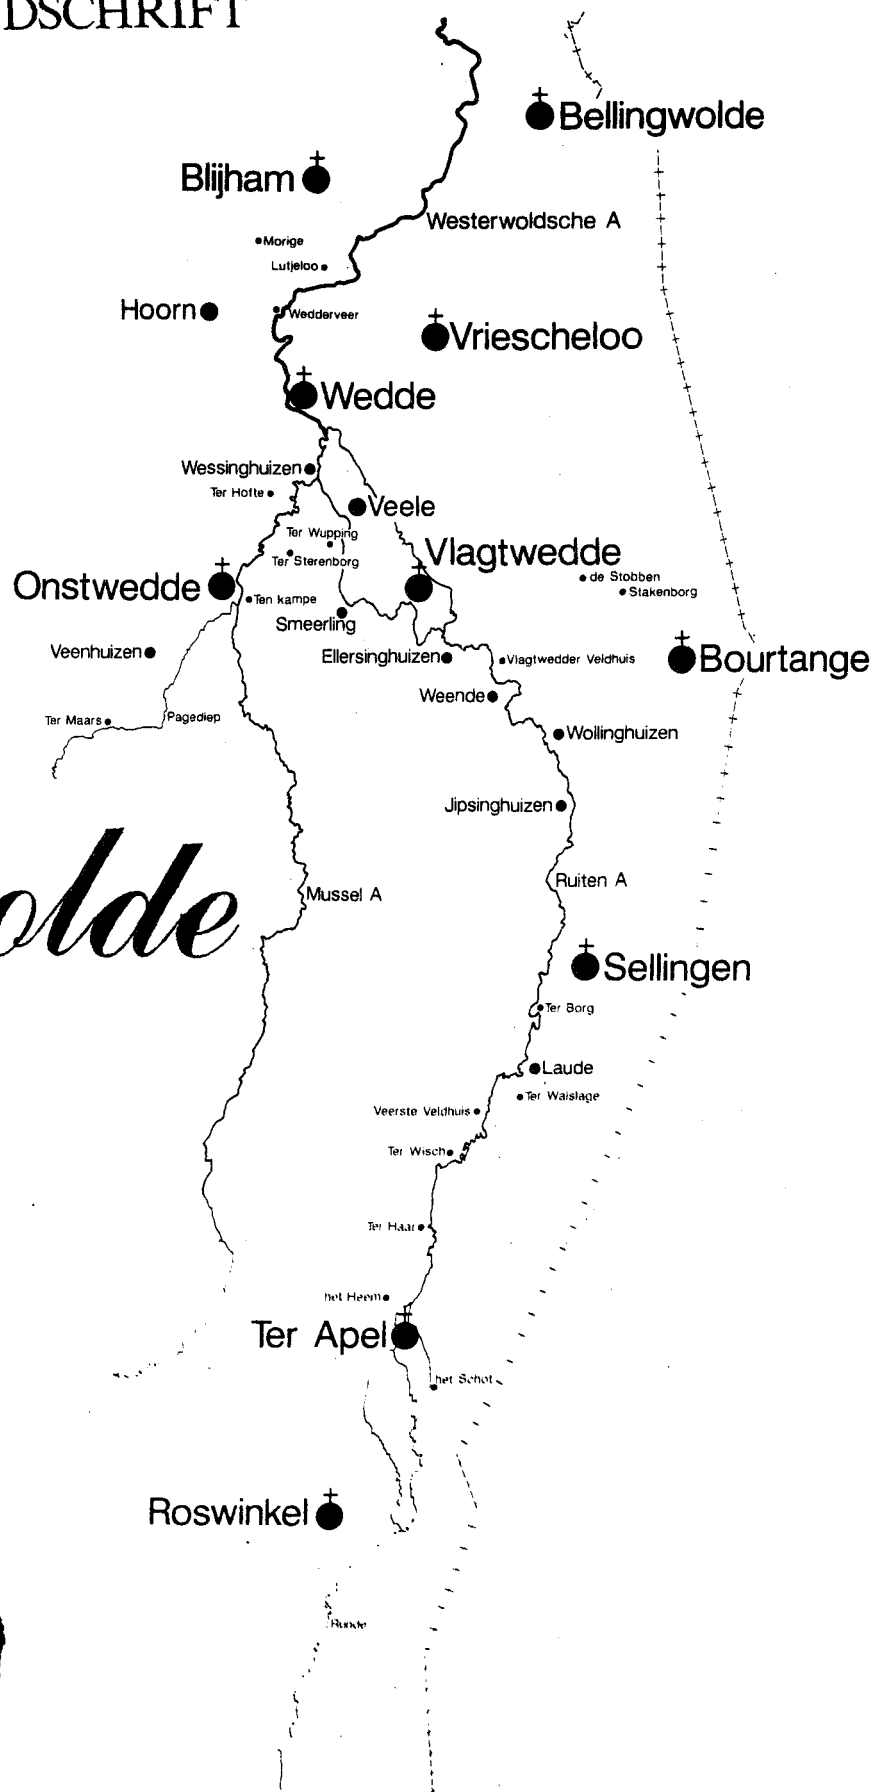 DSCHRIFT
Bellingwolde
Blijham
Westerwoldsche A
Morige
Lutjeloo
Hoorn
Wedderveer
Vriescheloo
Wedde
Wessinghuizen
Ter Hofte
Veele
Ter Wupping
Vlagtwedde
Ter Sterenborg
Onstwedde
de Stobben
Stakenborg
Ten kampe
Smeerling
Veenhuizen
Ellersinghuizen
Vlagtwedder Veldhuis
Bourtange
Weende
Ter Maars
Pagediep
Wollinghuizen
Jipsinghuizen
olde
Mussel A
Ruiten A
Sellingen
Ter Borg
Laude
Ter Walslage
Veerste Veldhuis
Ter Wisch
Ter Haar
het Heem
Ter Apel
het Schot
Roswinkel
Runde